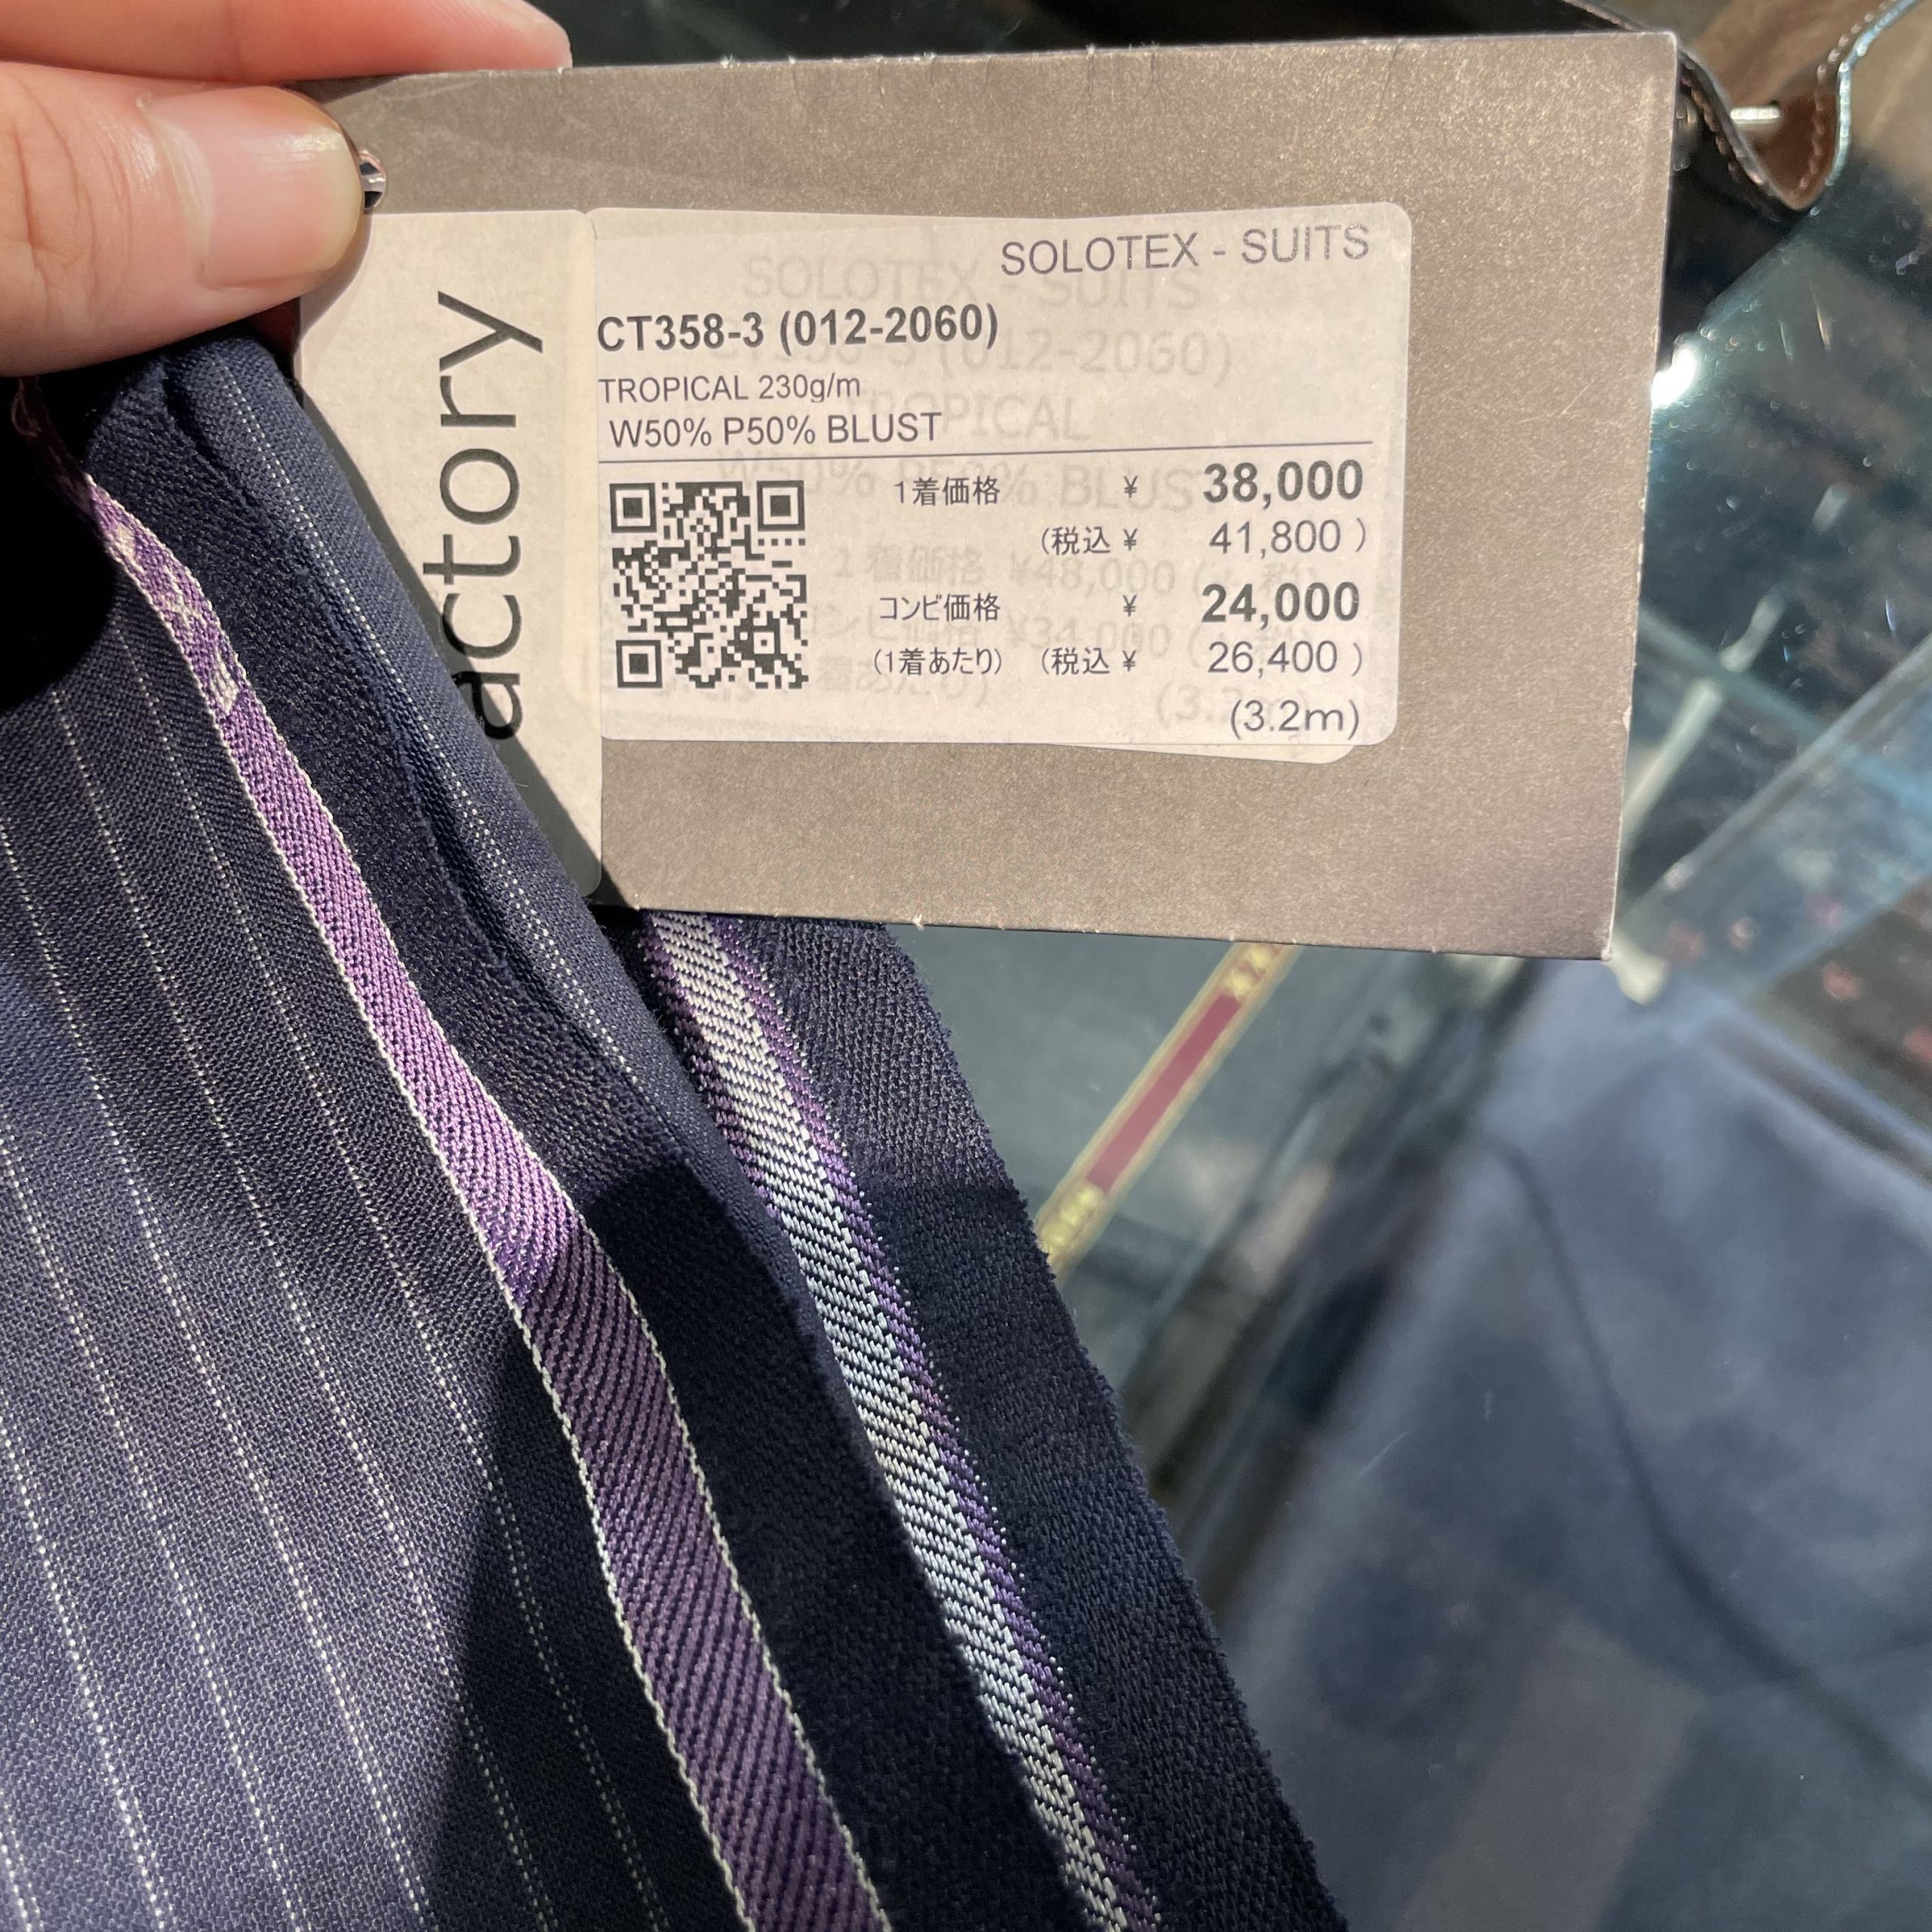 actory
SOLOTEX - SUITS
CT358-3 (012-2060)
TROPICAL 230g/m
W50% P50% BLUST
1着価格 ¥ 38,000
(税込 ¥ 41,800 )
コンビ価格 ¥ 24,000
(1着あたり) (税込 ¥ 26,400 )
(3.2m)